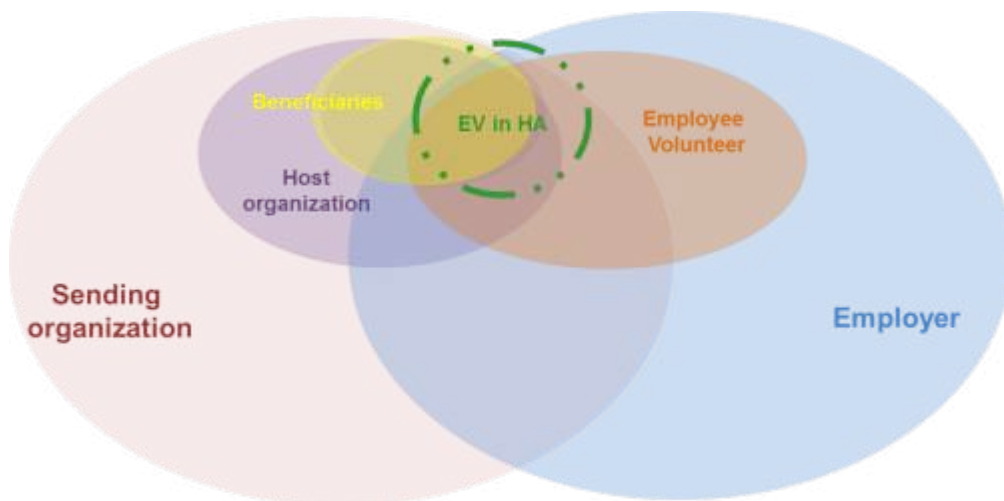 Beneficiaries
EV in HA
Employee
Volunteer
Host
organization
Sending
organization
Employer